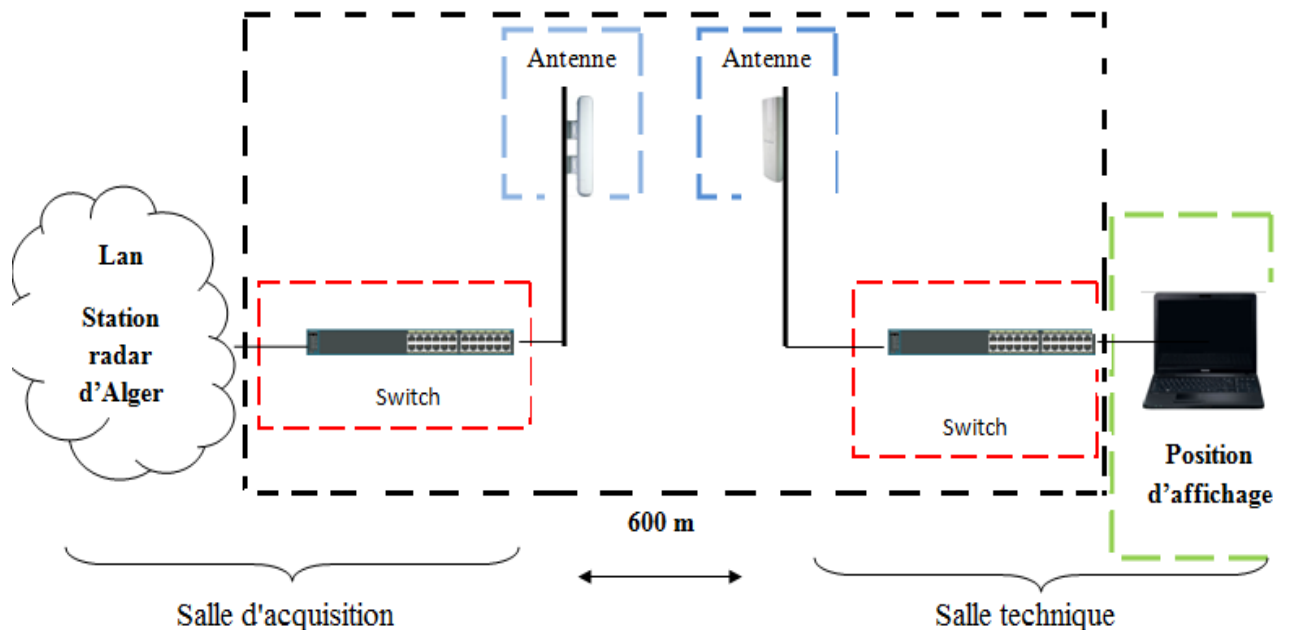 Antenne
Antenne
Lan
Station
radar
d'Alger
Switch
Switch
Position
d'affichage
600 m
Salle d'acquisition
Salle technique